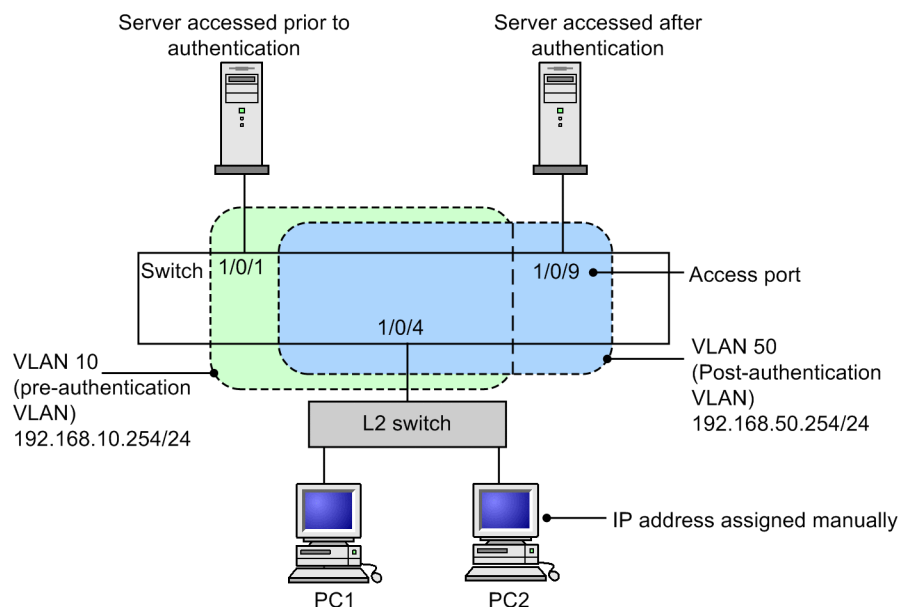 Server accessed prior to
authentication
Server accessed after
authentication
Switch
1/0/1
1/0/9
Access port
1/0/4
VLAN 10
(pre-authentication
VLAN)
192.168.10.254/24
VLAN 50
(Post-authentication
VLAN)
192.168.50.254/24
L2 switch
IP address assigned manually
PC1
PC2